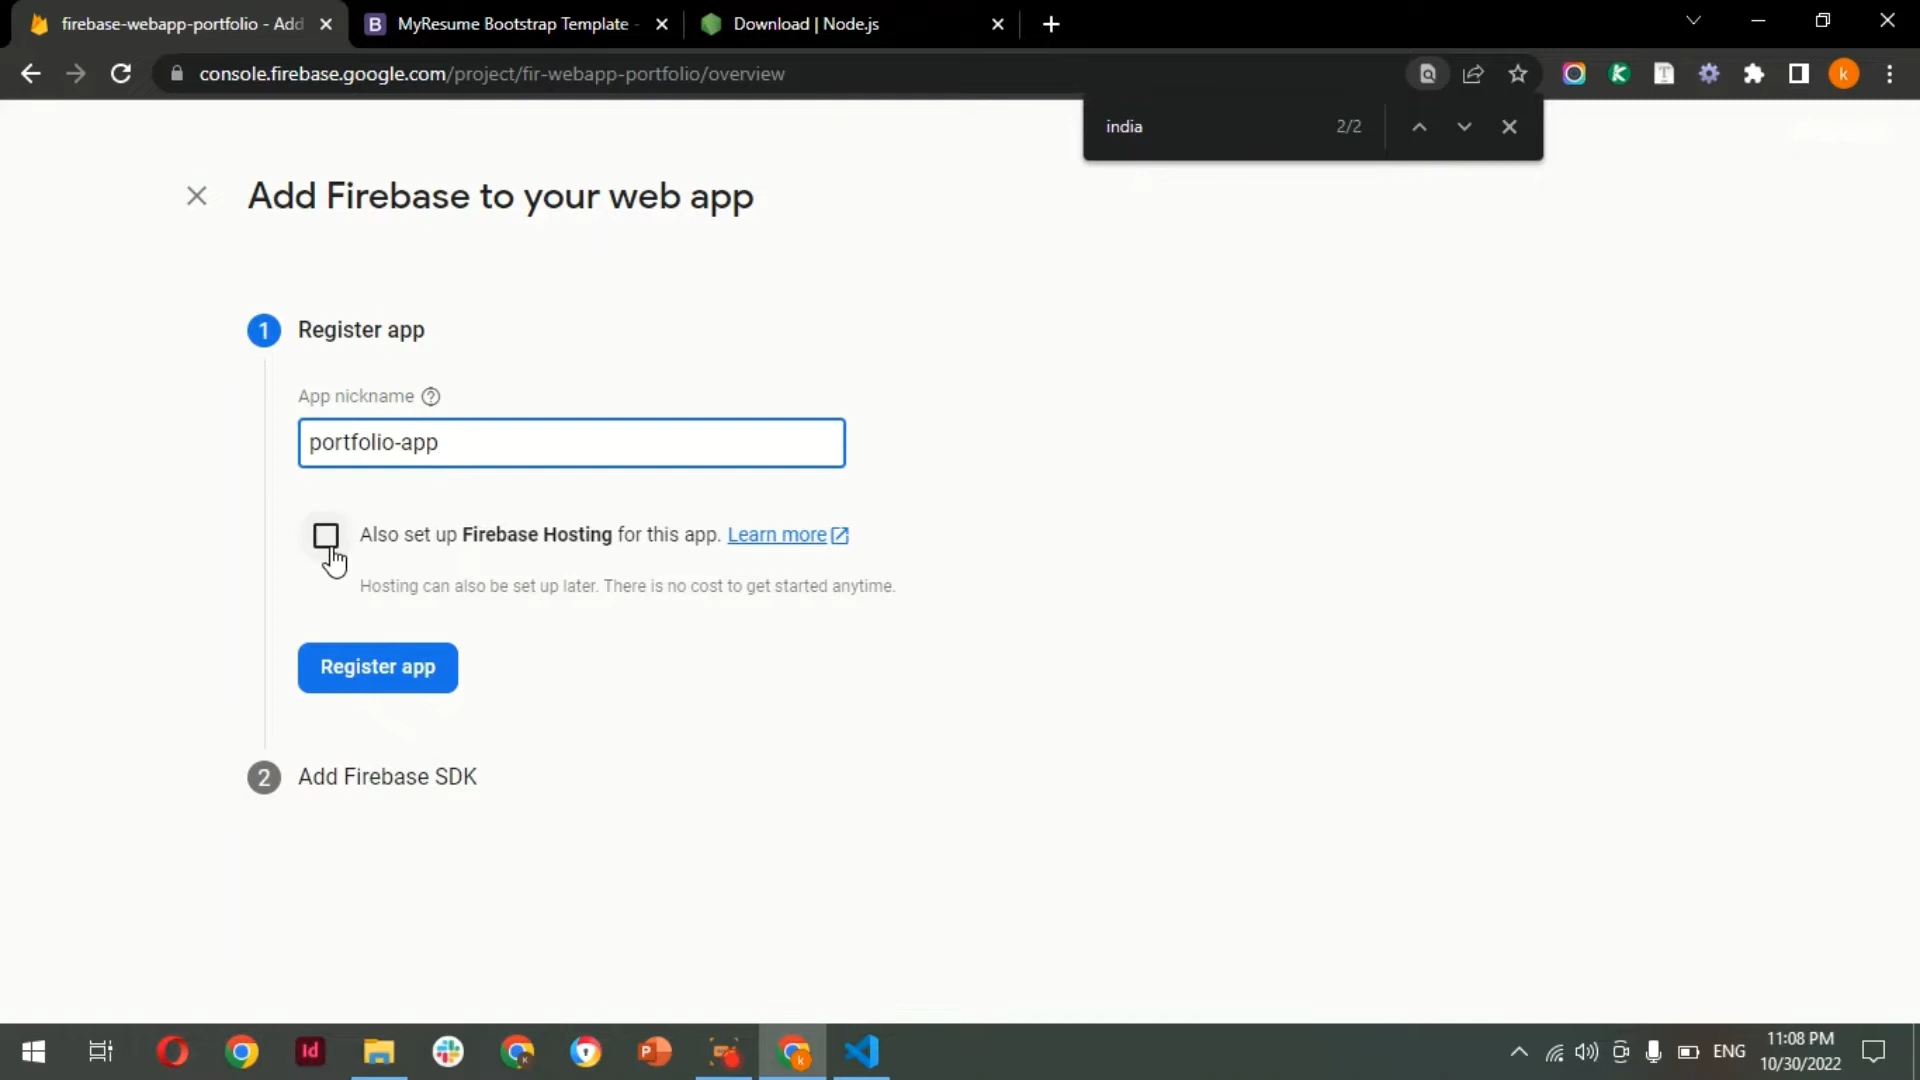 firebase-webapp-portfolio - Add
MyResume Bootstrap Template -
Download | Node.js
console.firebase.google.com/project/fir-webapp-portfolio/overview
k
india
2/2
Add Firebase to your web app
1 Register app
App nickname
portfolio-app
Also set up Firebase Hosting for this app. Learn more
Hosting can also be set up later. There is no cost to get started anytime.
Register app
2 Add Firebase SDK
ENG
11:08 PM
10/30/2022